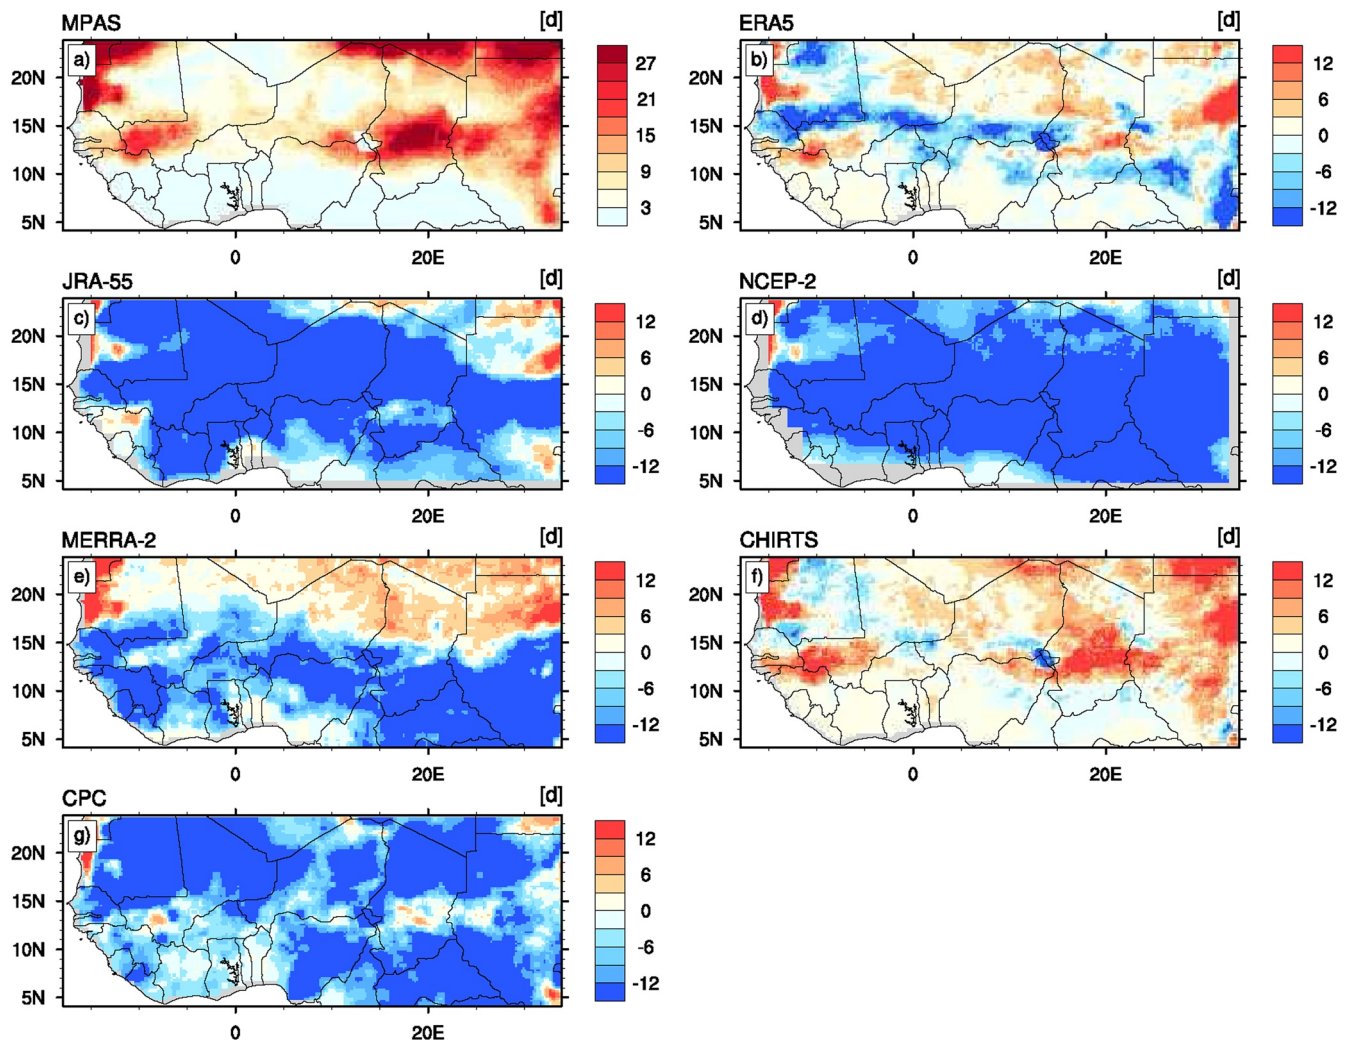 MPAS [d]
a)
20N
15N
10N
5N
0 20E
27
21
15
9
3
ERA5 [d]
b)
20N
15N
10N
5N
0 20E
12
6
0
-6
-12
JRA-55 [d]
c)
20N
15N
10N
5N
0 20E
12
6
0
-6
-12
NCEP-2 [d]
d)
20N
15N
10N
5N
0 20E
12
6
0
-6
-12
MERRA-2 [d]
e)
20N
15N
10N
5N
0 20E
12
6
0
-6
-12
CHIRTS [d]
f)
20N
15N
10N
5N
0 20E
12
6
0
-6
-12
CPC [d]
g)
20N
15N
10N
5N
0 20E
12
6
0
-6
-12